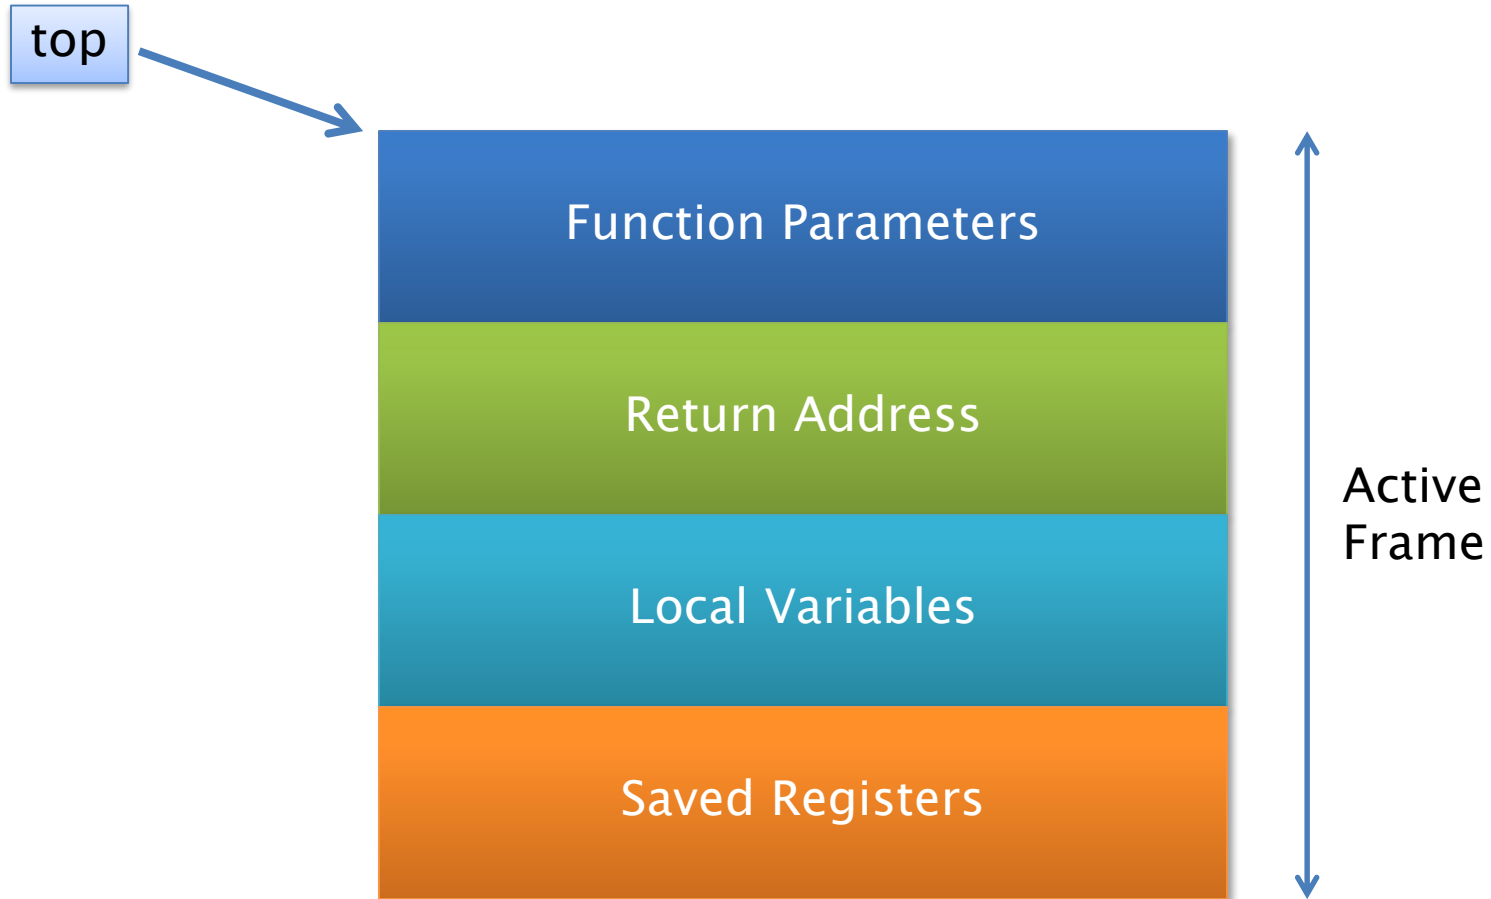 top
Function Parameters
Return Address
Local Variables
Saved Registers
Active
Frame